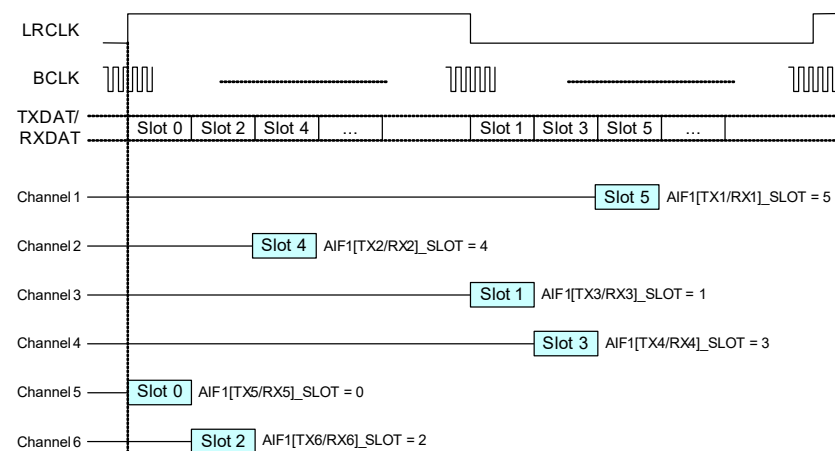 LRCLK
BCLK
TXDAT/
RXDAT
Slot 0 Slot 2 Slot 4 ... Slot 1 Slot 3 Slot 5 ...
Channel 1 Slot 5 AIF1[TX1/RX1]_SLOT = 5
Channel 2 Slot 4 AIF1[TX2/RX2]_SLOT = 4
Channel 3 Slot 1 AIF1[TX3/RX3]_SLOT = 1
Channel 4 Slot 3 AIF1[TX4/RX4]_SLOT = 3
Channel 5 Slot 0 AIF1[TX5/RX5]_SLOT = 0
Channel 6 Slot 2 AIF1[TX6/RX6]_SLOT = 2